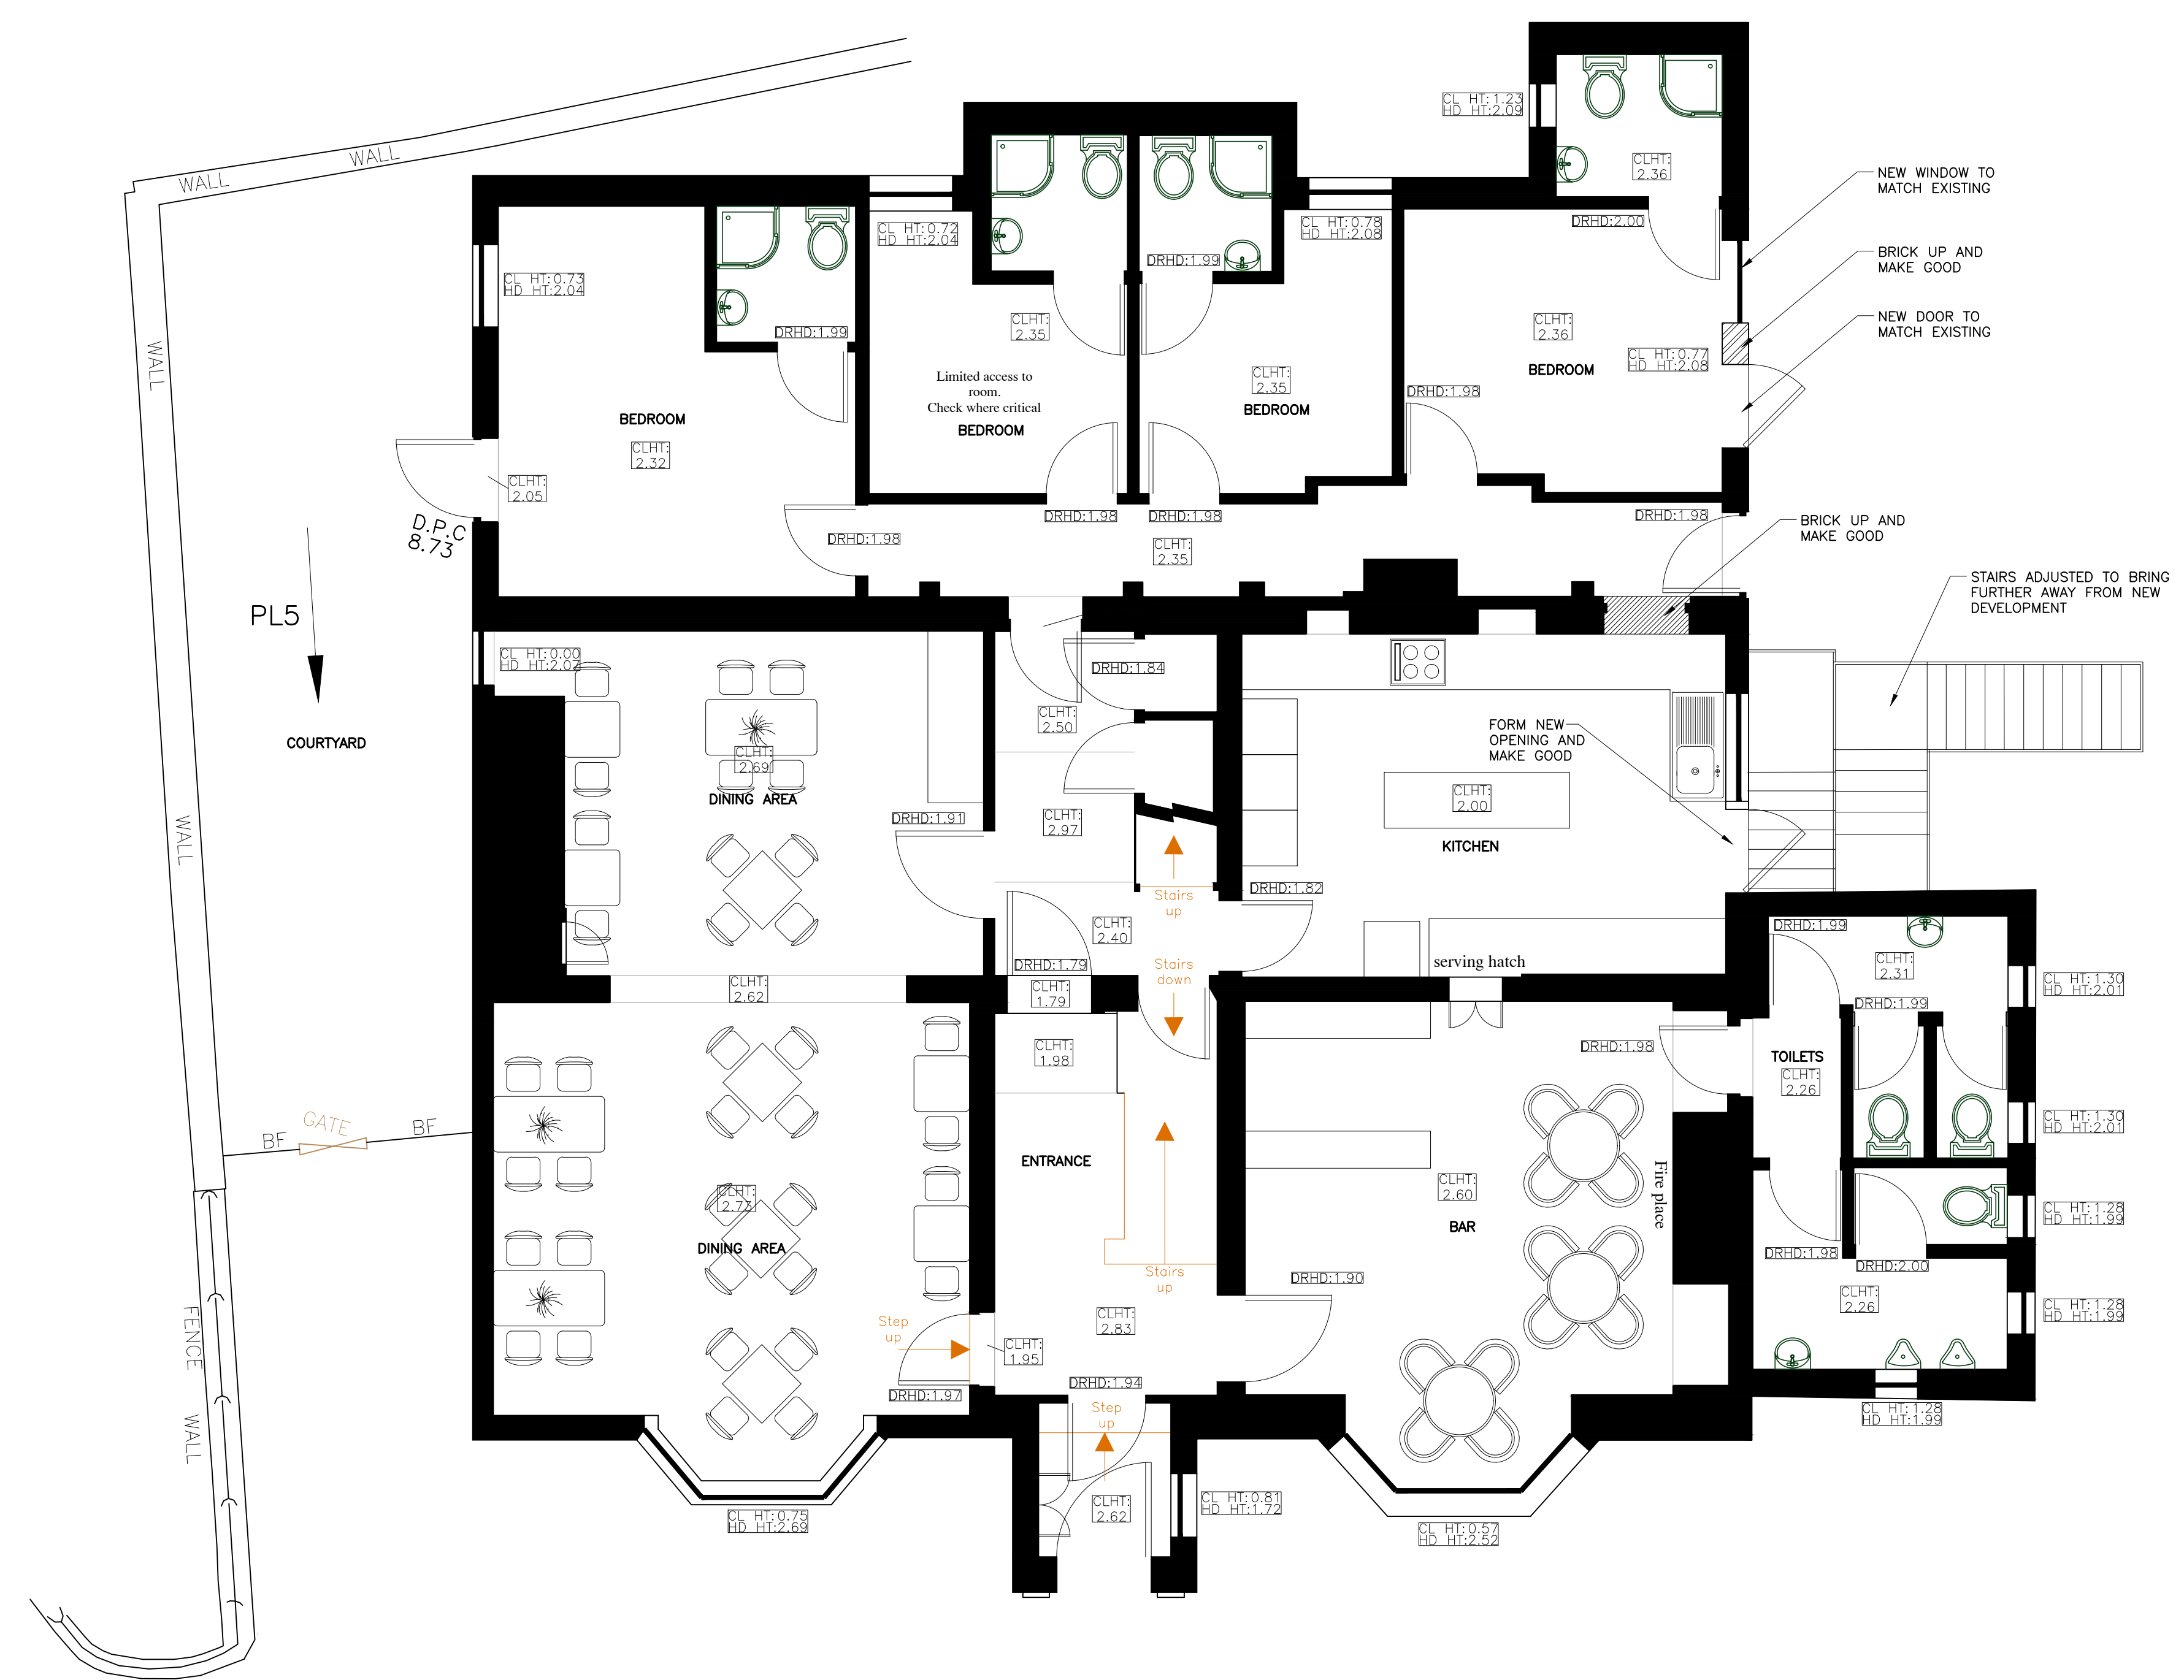 CL HT:1.23
HD HT:2.09
CLHT:
2.36
WALL
WALL
NEW WINDOW TO
MATCH EXISTING
DRHD:2.00
CL HT:0.72
HD HT:2.04
CL HT:0.78
HD HT:2.08
DRHD:1.99
BRICK UP AND
MAKE GOOD
CL HT:0.73
HD HT:2.04
DRHD:1.99
CLHT:
2.35
CLHT:
2.36
NEW DOOR TO
MATCH EXISTING
WALL
CL HT:0.77
HD HT:2.08
BEDROOM
Limited access to
room.
Check where critical
BEDROOM
CLHT:
2.35
BEDROOM
DRHD:1.98
BEDROOM
CLHT:
2.32
CLHT:
2.05
D.P.C
8.73
DRHD:1.98
DRHD:1.98
DRHD:1.98
DRHD:1.98
CLHT:
2.35
BRICK UP AND
MAKE GOOD
STAIRS ADJUSTED TO BRING
FURTHER AWAY FROM NEW
DEVELOPMENT
PL5
CL HT:0.00
HD HT:2.07
DRHD:1.84
CLHT:
2.50
COURTYARD
FORM NEW
OPENING AND
MAKE GOOD
CLHT:
2.69
DINING AREA
DRHD:1.91
CLHT:
2.97
CLHT:
2.00
KITCHEN
WALL
DRHD:1.82
Stairs
up
CLHT:
2.40
DRHD:1.79
Stairs
down
serving hatch
DRHD:1.99
CLHT:
2.31
CL HT:1.30
HD HT:2.01
CLHT:
2.62
CLHT:
1.79
DRHD:1.99
CLHT:
1.98
DRHD:1.98
TOILETS
CLHT:
2.26
CL HT:1.30
HD HT:2.01
BF
GATE
BF
ENTRANCE
CLHT:
2.73
DINING AREA
CLHT:
2.60
BAR
Fire place
CL HT:1.28
HD HT:1.99
DRHD:1.98
DRHD:2.00
Stairs
up
DRHD:1.90
CLHT:
2.26
CL HT:1.28
HD HT:1.99
FENCE WALL
Step
up
CLHT:
2.83
CLHT:
1.95
DRHD:1.97
DRHD:1.94
Step
up
CL HT:1.28
HD HT:1.99
CL HT:0.75
HD HT:2.69
CLHT:
2.62
CL HT:0.81
HD HT:1.72
CL HT:0.57
HD HT:2.52